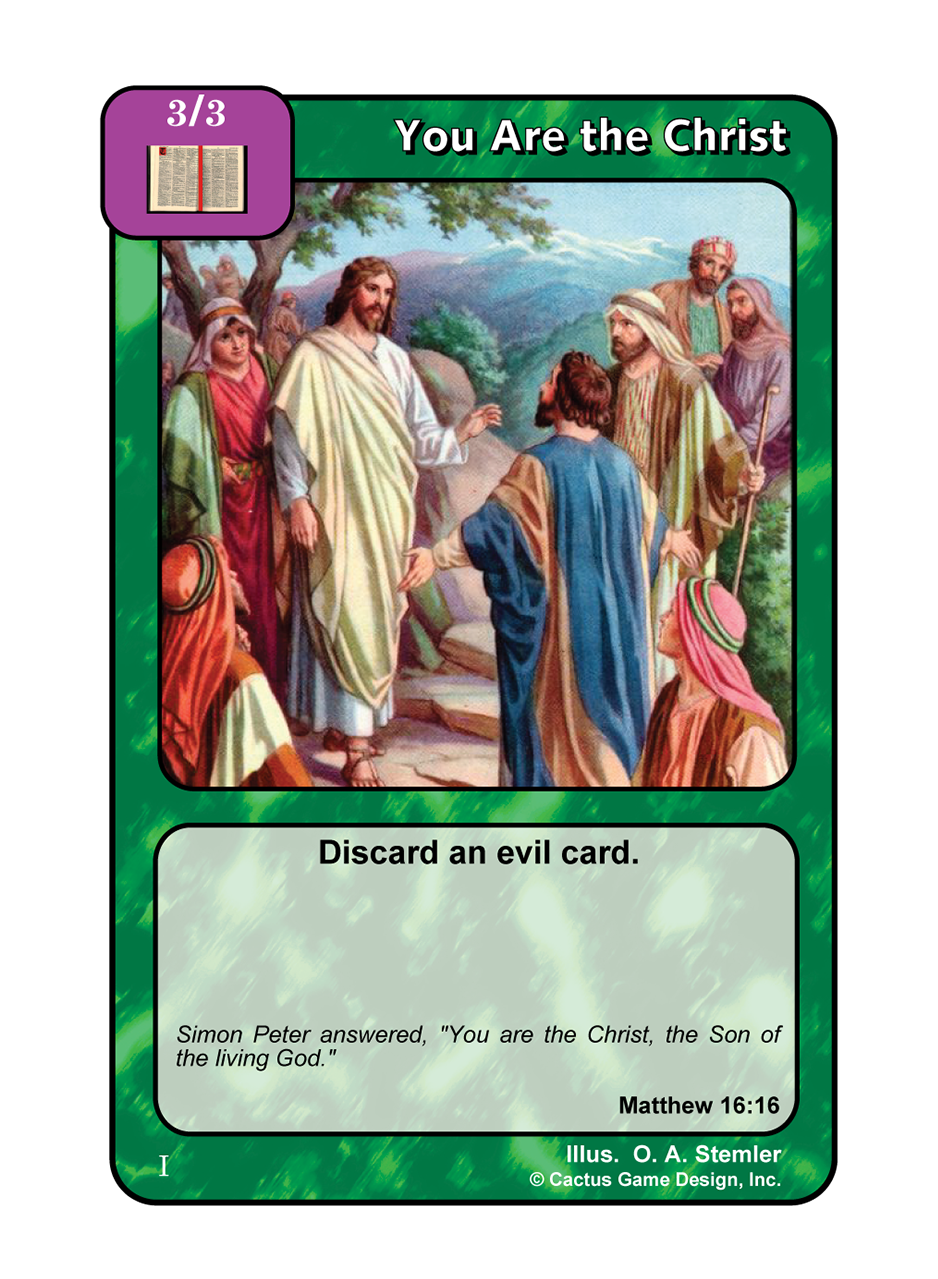 3/3
You Are the Christ
Discard an evil card.
Simon Peter answered, "You are the Christ, the Son of
the living God."
Matthew 16:16
I
Illus. O. A. Stemler
© Cactus Game Design, Inc.